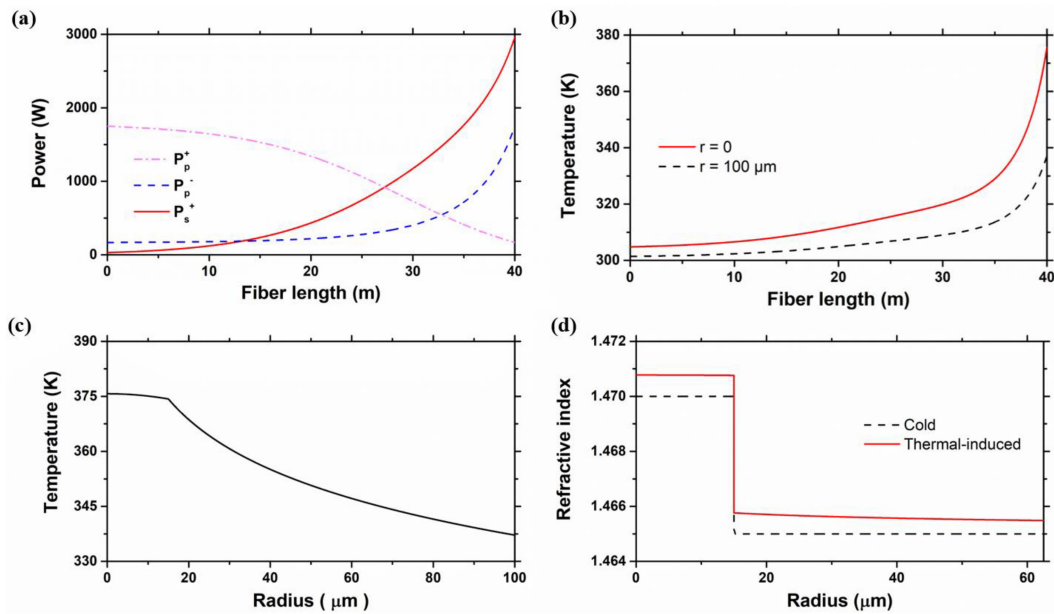 (a)
3000
2000
1000
0
Power (W)
P_p^+
P_p^-
P_s^+
0 10 20 30 40
Fiber length (m)
(b)
380
360
340
320
300
Temperature (K)
r = 0
r = 100 μm
0 10 20 30 40
Fiber length (m)
(c)
390
375
360
345
330
Temperature (K)
0 20 40 60 80 100
Radius ( μm )
(d)
1.472
1.470
1.468
1.466
1.464
Refractive index
Cold
Thermal-induced
0 20 40 60
Radius (μm)